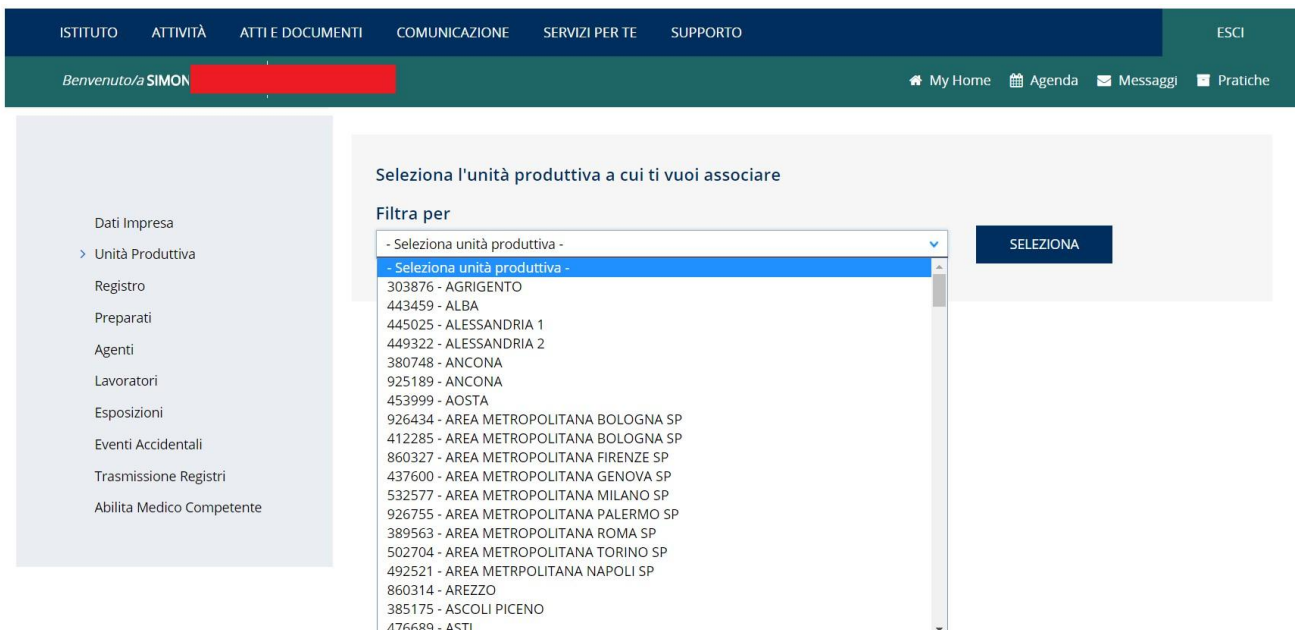 ISTITUTO ATTIVITÀ ATTI E DOCUMENTI COMUNICAZIONE SERVIZI PER TE SUPPORTO ESCI
Benvenuto/a SIMON
My Home Agenda Messaggi Pratiche
Dati Impresa
Unità Produttiva
Registro
Preparati
Agenti
Lavoratori
Esposizioni
Eventi Accidentali
Trasmissione Registri
Abilita Medico Competente
Seleziona l'unità produttiva a cui ti vuoi associare
Filtra per
- Seleziona unità produttiva -
SELEZIONA
- Seleziona unità produttiva -
303876 - AGRIGENTO
443459 - ALBA
445025 - ALESSANDRIA 1
449322 - ALESSANDRIA 2
380748 - ANCONA
925189 - ANCONA
453999 - AOSTA
926434 - AREA METROPOLITANA BOLOGNA SP
412285 - AREA METROPOLITANA BOLOGNA SP
860327 - AREA METROPOLITANA FIRENZE SP
437600 - AREA METROPOLITANA GENOVA SP
532577 - AREA METROPOLITANA MILANO SP
926755 - AREA METROPOLITANA PALERMO SP
389563 - AREA METROPOLITANA ROMA SP
502704 - AREA METROPOLITANA TORINO SP
492521 - AREA METRPOLITANA NAPOLI SP
860314 - AREZZO
385175 - ASCOLI PICENO
476689 - ASTI